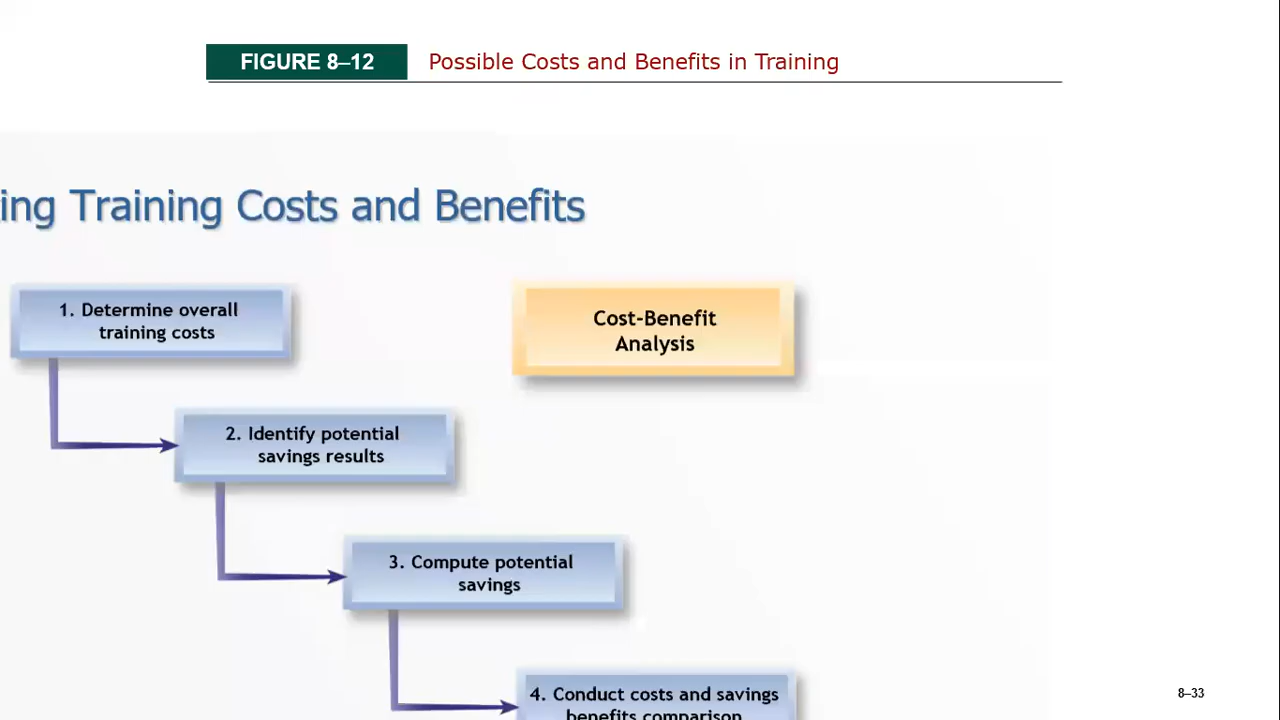 FIGURE 8–12 Possible Costs and Benefits in Training
ing Training Costs and Benefits
1. Determine overall
training costs
Cost-Benefit
Analysis
2. Identify potential
savings results
3. Compute potential
savings
4. Conduct costs and savings
benefits comparison
8–33